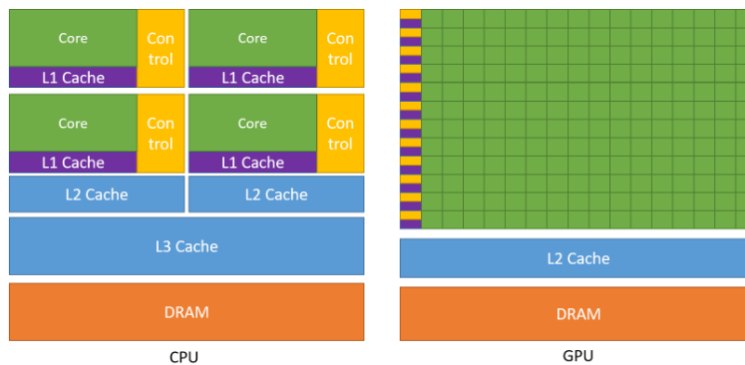 Core
Con
trol
L1 Cache
Core
Con
trol
L1 Cache
Core
Con
trol
L1 Cache
Core
Con
trol
L1 Cache
L2 Cache
L2 Cache
L3 Cache
DRAM
CPU
L2 Cache
DRAM
GPU